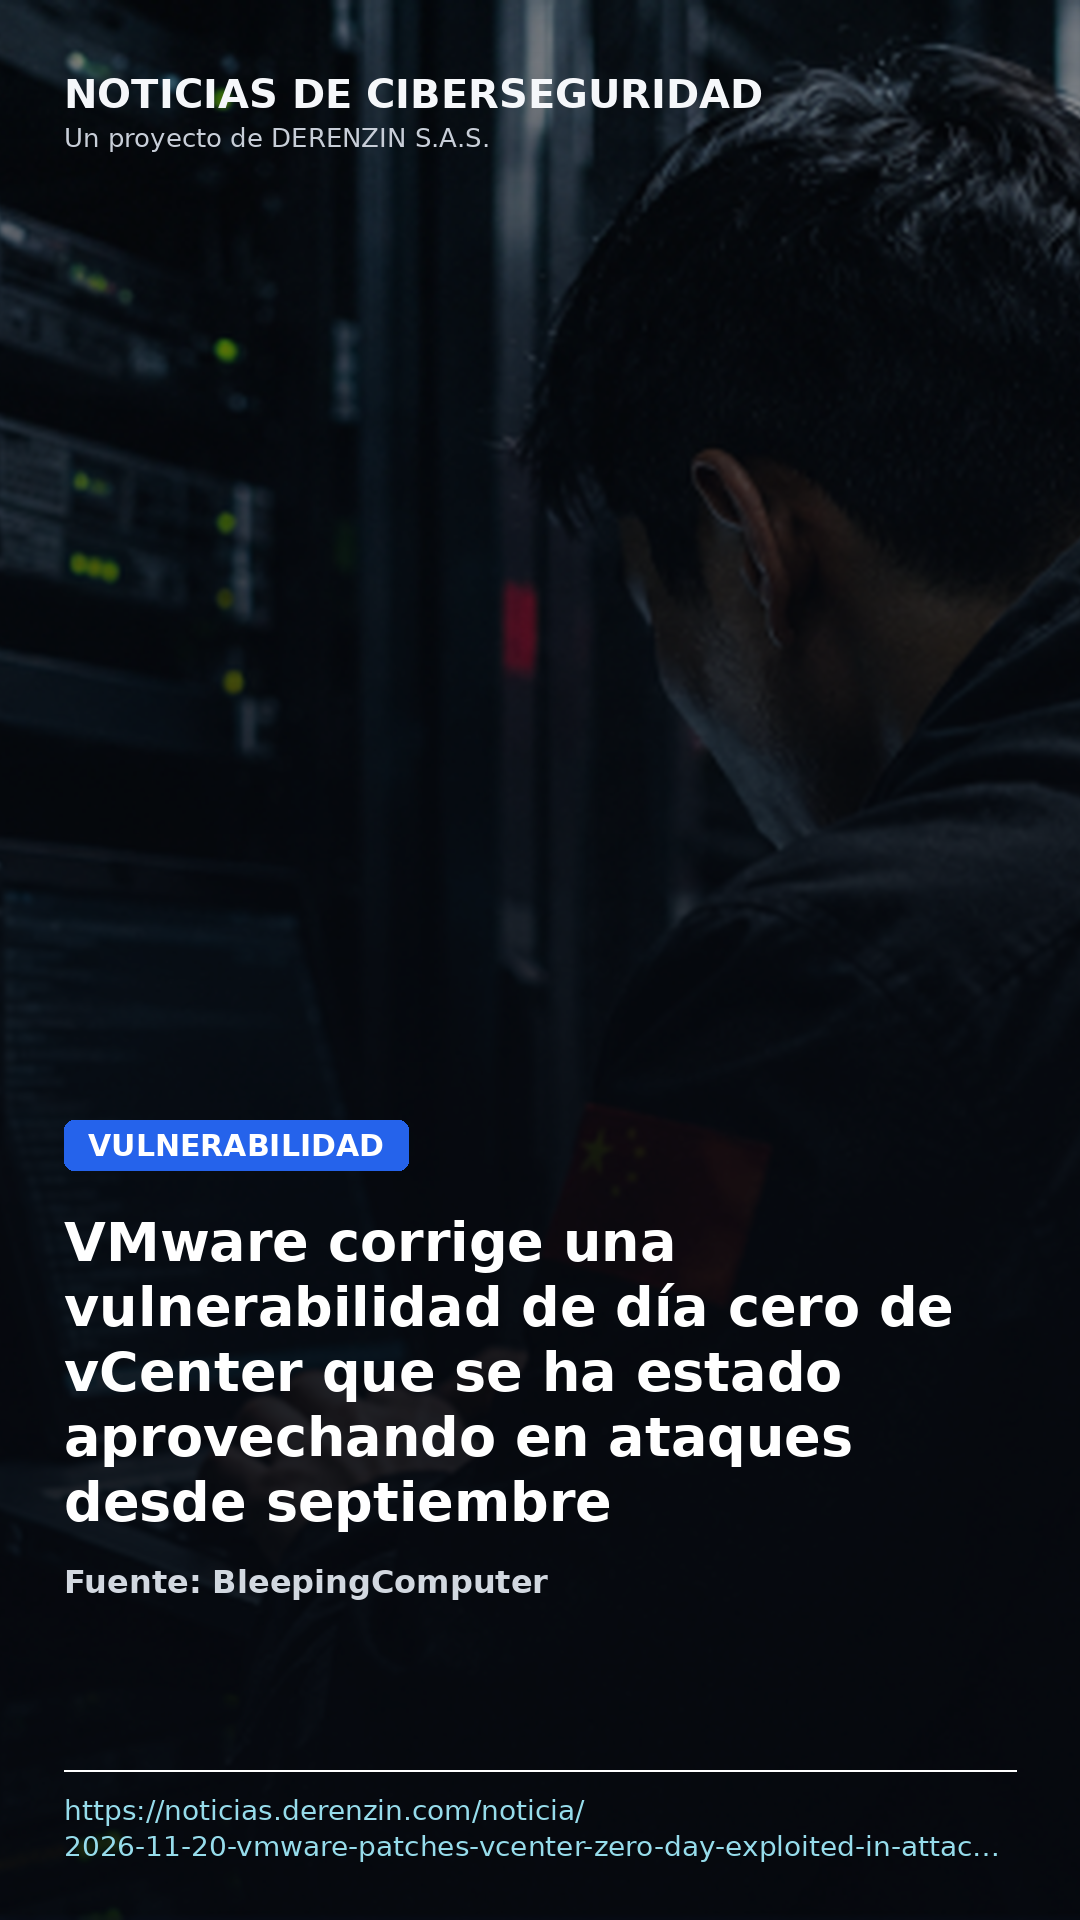 NOTICIAS DE CIBERSEGURIDAD
Un proyecto de DERENZIN S.A.S.
VULNERABILIDAD
VMware corrige una
vulnerabilidad de día cero de
vCenter que se ha estado
aprovechando en ataques
desde septiembre
Fuente: BleepingComputer
https://noticias.derenzin.com/noticia/
2026-11-20-vmware-patches-vcenter-zero-day-exploited-in-attac...